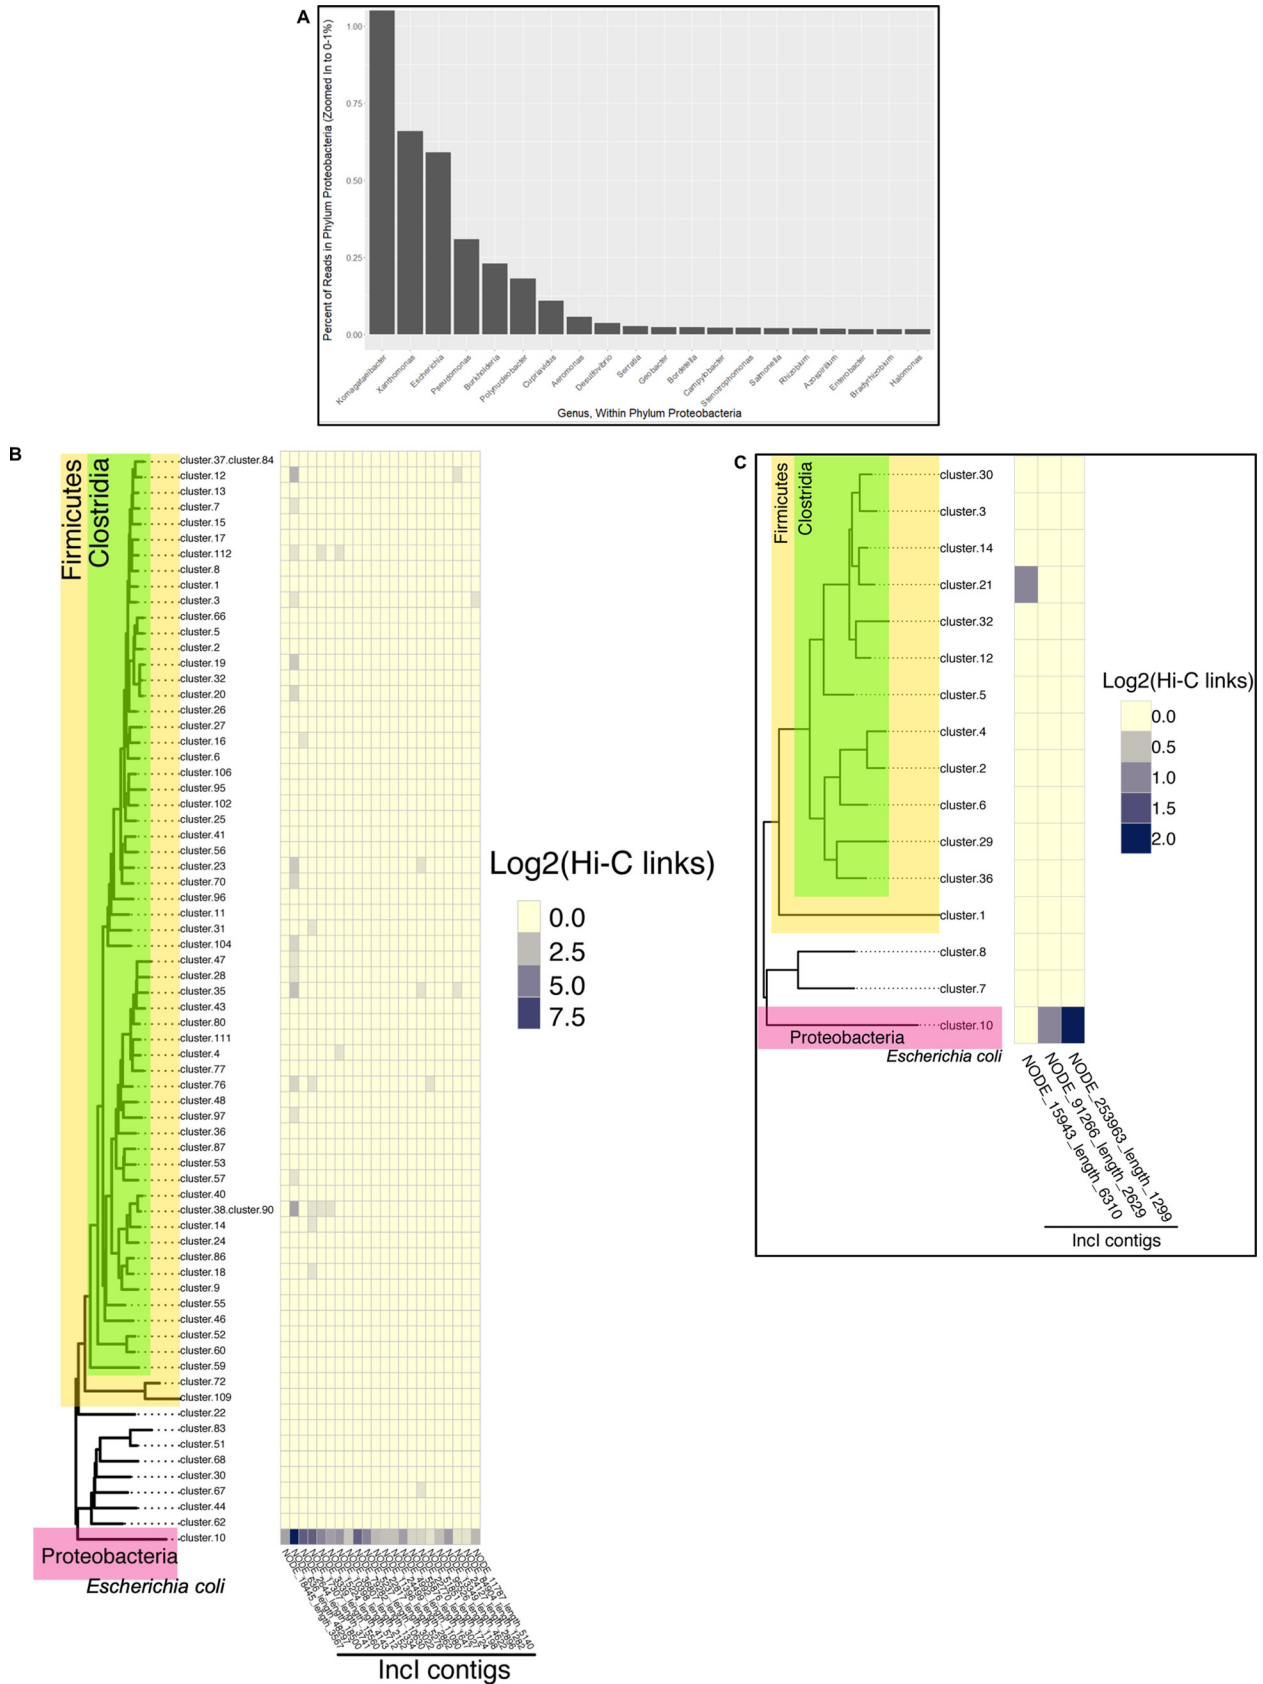 A
Percent of Reads in Phylum Proteobacteria (Zoomed In to 0-1%)
1.00
0.75
0.50
0.25
0.00
Komagataeibacter
Xanthomonas
Escherichia
Pseudomonas
Burkholderia
Polynucleobacter
Cupriavidus
Aeromonas
Desulfovibrio
Serratia
Geobacter
Bordetella
Campylobacter
Stenotrophomonas
Salmonella
Rhizobium
Azospirillum
Enterobacter
Bradyrhizobium
Halomonas
Genus, Within Phylum Proteobacteria
B
Firmicutes
Clostridia
cluster.37.cluster.84
cluster.12
cluster.13
cluster.7
cluster.15
cluster.17
cluster.112
cluster.8
cluster.1
cluster.3
cluster.66
cluster.5
cluster.2
cluster.19
cluster.32
cluster.20
cluster.26
cluster.27
cluster.16
cluster.6
cluster.106
cluster.95
cluster.102
cluster.25
cluster.41
cluster.56
cluster.23
cluster.70
cluster.96
cluster.11
cluster.31
cluster.104
cluster.47
cluster.28
cluster.35
cluster.43
cluster.80
cluster.111
cluster.4
cluster.77
cluster.76
cluster.48
cluster.97
cluster.36
cluster.87
cluster.53
cluster.57
cluster.40
cluster.38.cluster.90
cluster.14
cluster.24
cluster.86
cluster.18
cluster.9
cluster.55
cluster.46
cluster.52
cluster.60
cluster.59
cluster.72
cluster.109
cluster.22
cluster.83
cluster.51
cluster.68
cluster.30
cluster.67
cluster.44
cluster.62
cluster.10
Proteobacteria
Escherichia coli
IncI contigs
Log2(Hi-C links)
0.0
2.5
5.0
7.5
C
Firmicutes
Clostridia
cluster.30
cluster.3
cluster.14
cluster.21
cluster.32
cluster.12
cluster.5
cluster.4
cluster.2
cluster.6
cluster.29
cluster.36
cluster.1
cluster.8
cluster.7
cluster.10
Proteobacteria
Escherichia coli
NODE_15943_length_6310
NODE_91266_length_2629
NODE_253963_length_1299
IncI contigs
Log2(Hi-C links)
0.0
0.5
1.0
1.5
2.0